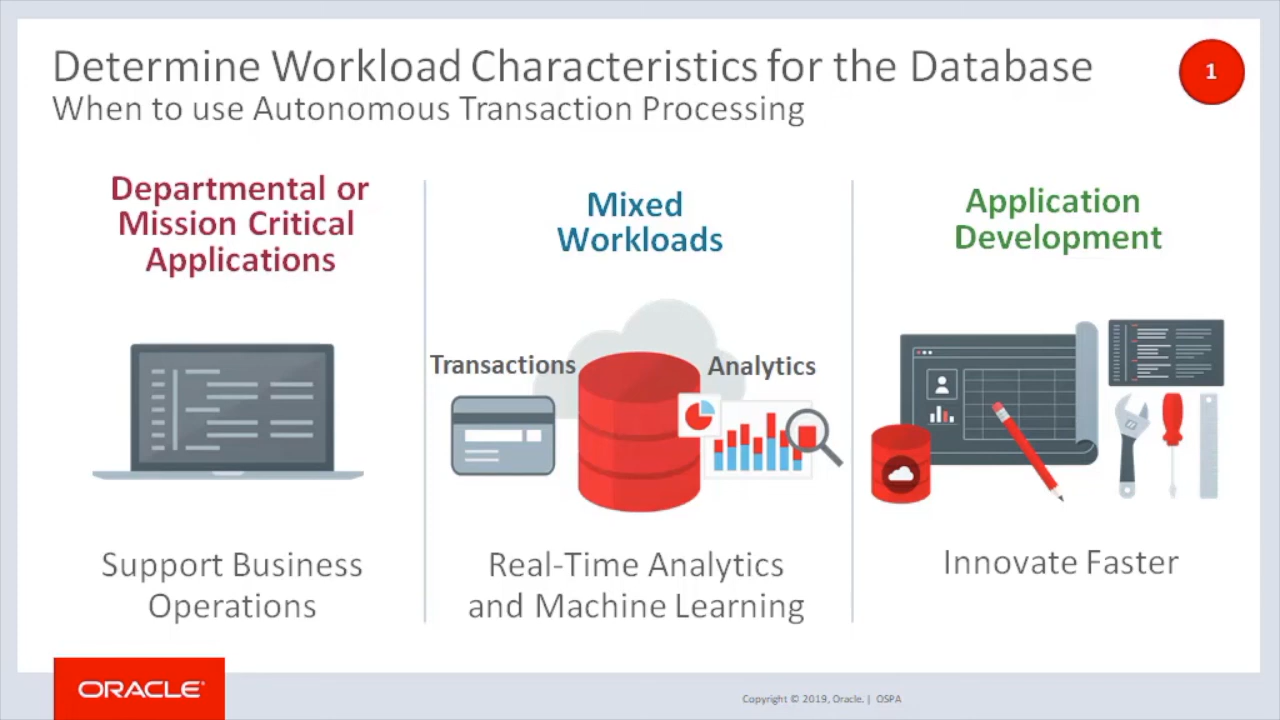 Determine Workload Characteristics for the Database
When to use Autonomous Transaction Processing
1
Departmental or
Mission Critical
Applications
Support Business
Operations
Mixed
Workloads
Transactions
Analytics
Real-Time Analytics
and Machine Learning
Application
Development
Innovate Faster
ORACLE®
Copyright © 2019, Oracle. | OSPA